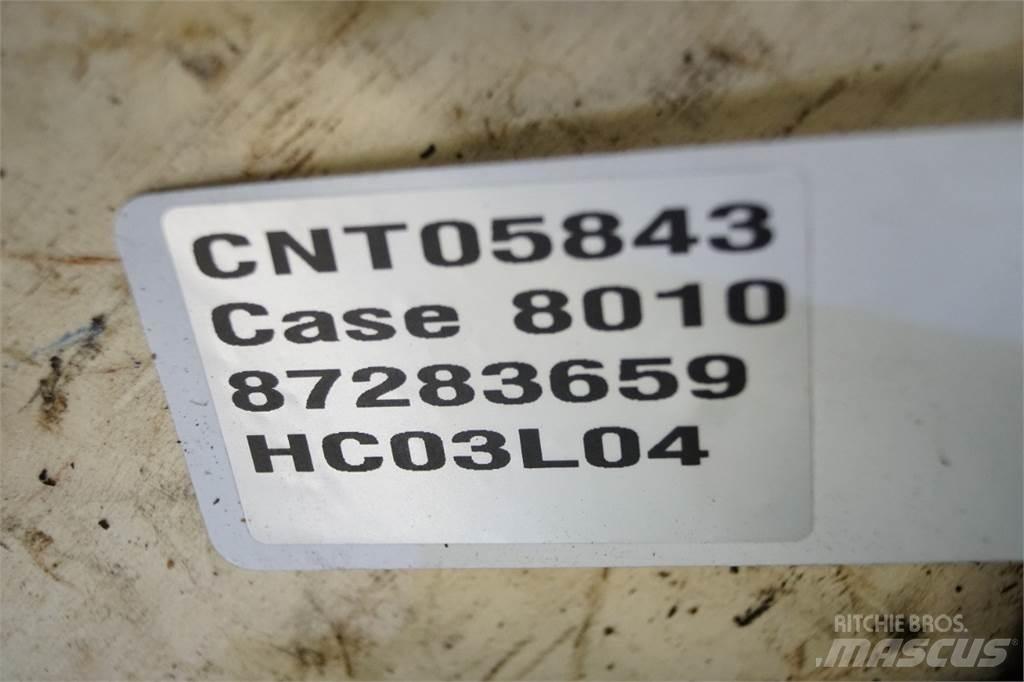 CNT05843
Case 8010
87283659
HC03L04
RITCHIE BROS.
MASCUS